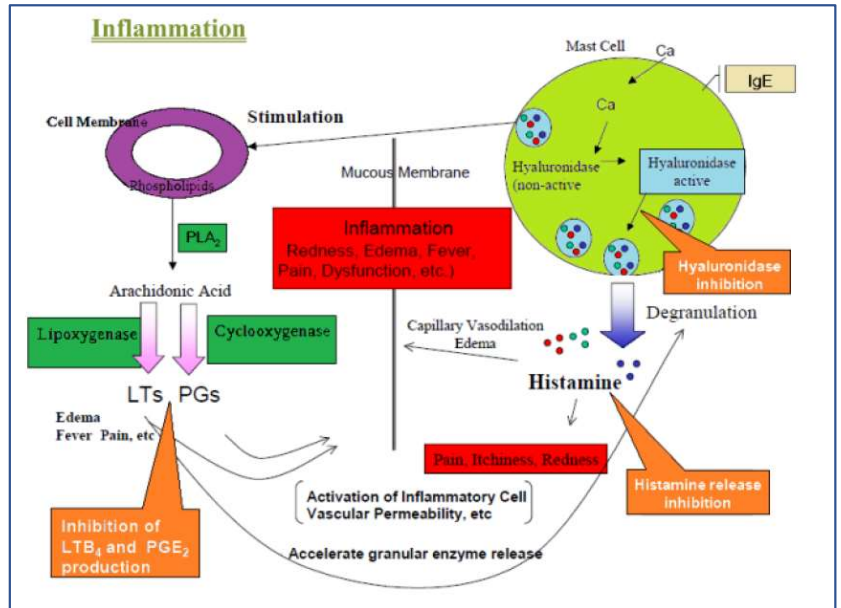 Inflammation
Mast Cell
Ca
IgE
Cell Membrane
Stimulation
Ca
Phospholipids
Mucous Membrane
Hyaluronidase
(non-active
Hyaluronidase
active
PLA₂
Inflammation
Redness, Edema, Fever,
Pain, Dysfunction, etc.)
Hyaluronidase
inhibition
Arachidonic Acid
Lipoxygenase
Cyclooxygenase
Capillary Vasodilation
Edema
Degranulation
Histamine
LTs PGs
Edema
Fever Pain, etc
Pain, Itchiness, Redness
Activation of Inflammatory Cell
Vascular Permeability, etc
Histamine release
inhibition
Inhibition of
LTB₄ and PGE₂
production
Accelerate granular enzyme release